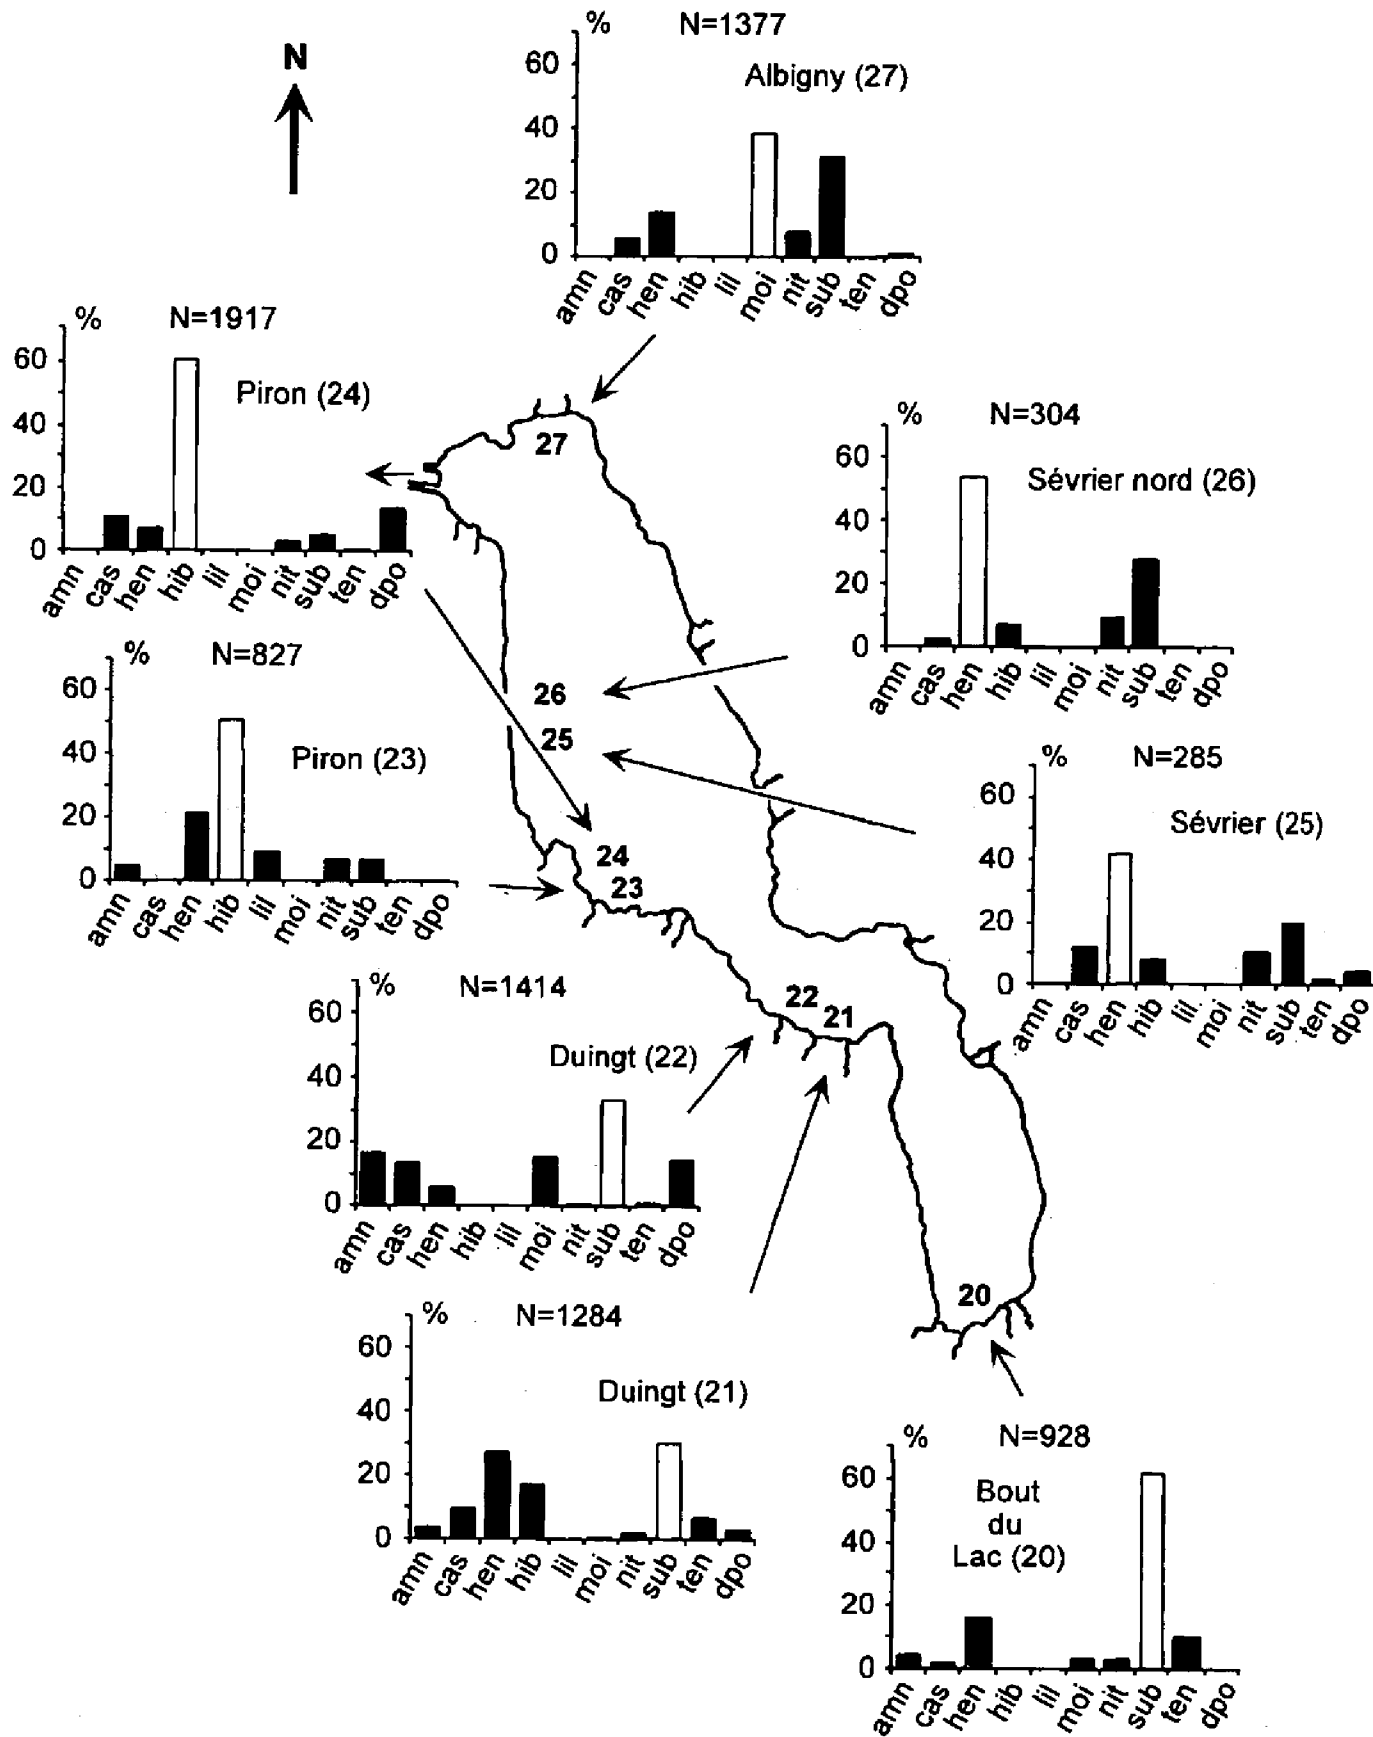 N
% N=1377
Albigny (27)
60
40
20
0
amn cas hen hib lil moi nit sub ten dpo
% N=1917
Piron (24)
60
40
20
0
amn cas hen hib lil moi nit sub ten dpo
27
% N=304
Sévrier nord (26)
60
40
20
0
amn cas hen hib lil moi nit sub ten dpo
% N=827
Piron (23)
60
40
20
0
amn cas hen hib lil moi nit sub ten dpo
26
25
24
23
% N=285
Sévrier (25)
60
40
20
0
amn cas hen hib lil moi nit sub ten dpo
% N=1414
Duingt (22)
60
40
20
0
amn cas hen hib lil moi nit sub ten dpo
22
21
20
% N=1284
Duingt (21)
60
40
20
0
amn cas hen hib lil moi nit sub ten dpo
% N=928
Bout
du
Lac (20)
60
40
20
0
amn cas hen hib lil moi nit sub ten dpo